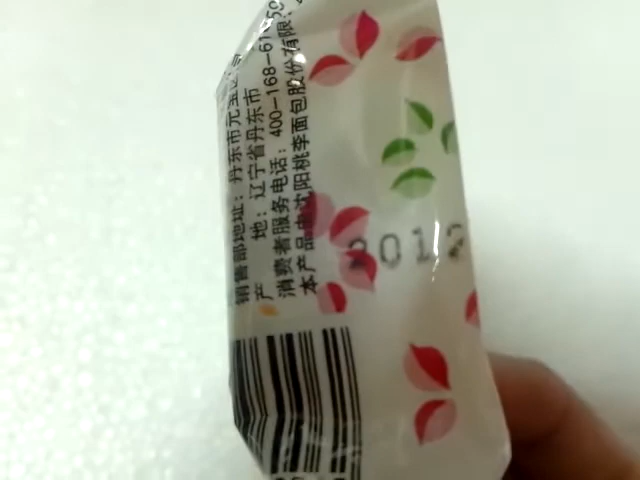 销售部地址：丹东市元宝区
产 地：辽宁省丹东市
消费者服务电话：400-168-61
本产品由沈阳桃李面包股份有限
2012